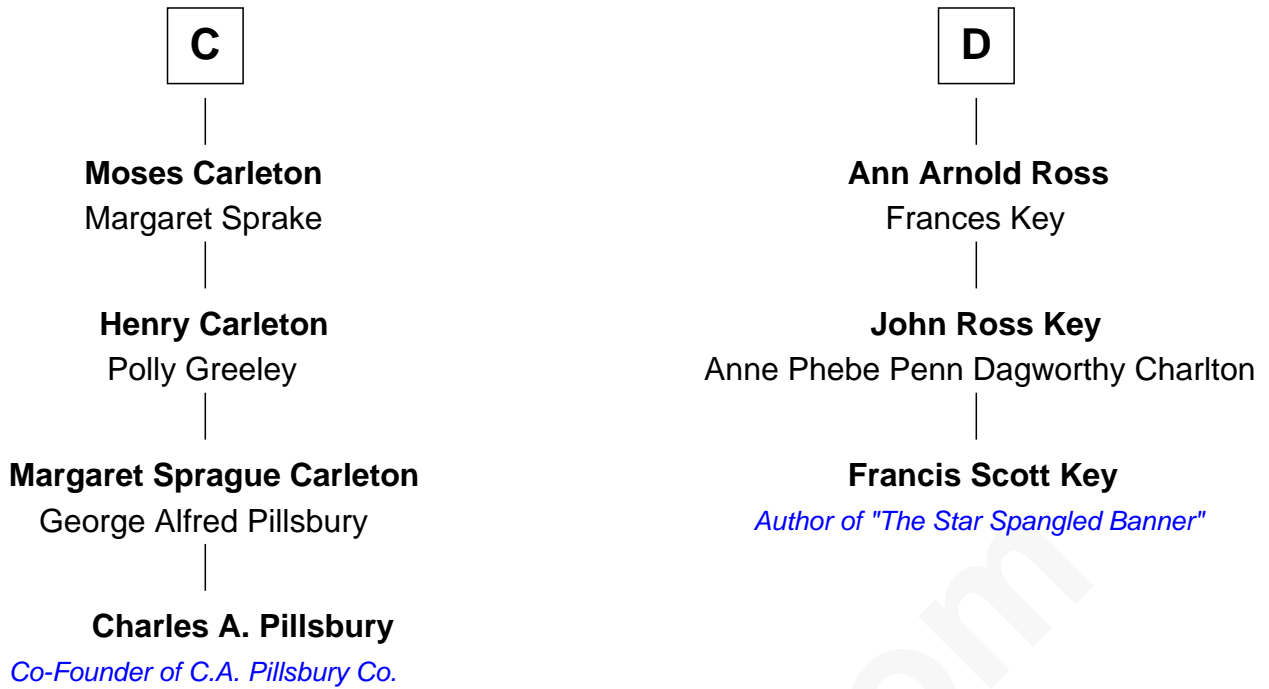 C
Moses Carleton
Margaret Sprake
Henry Carleton
Polly Greeley
Margaret Sprague Carleton
George Alfred Pillsbury
Charles A. Pillsbury
Co-Founder of C.A. Pillsbury Co.
D
Ann Arnold Ross
Frances Key
John Ross Key
Anne Phebe Penn Dagworthy Charlton
Francis Scott Key
Author of "The Star Spangled Banner"
om